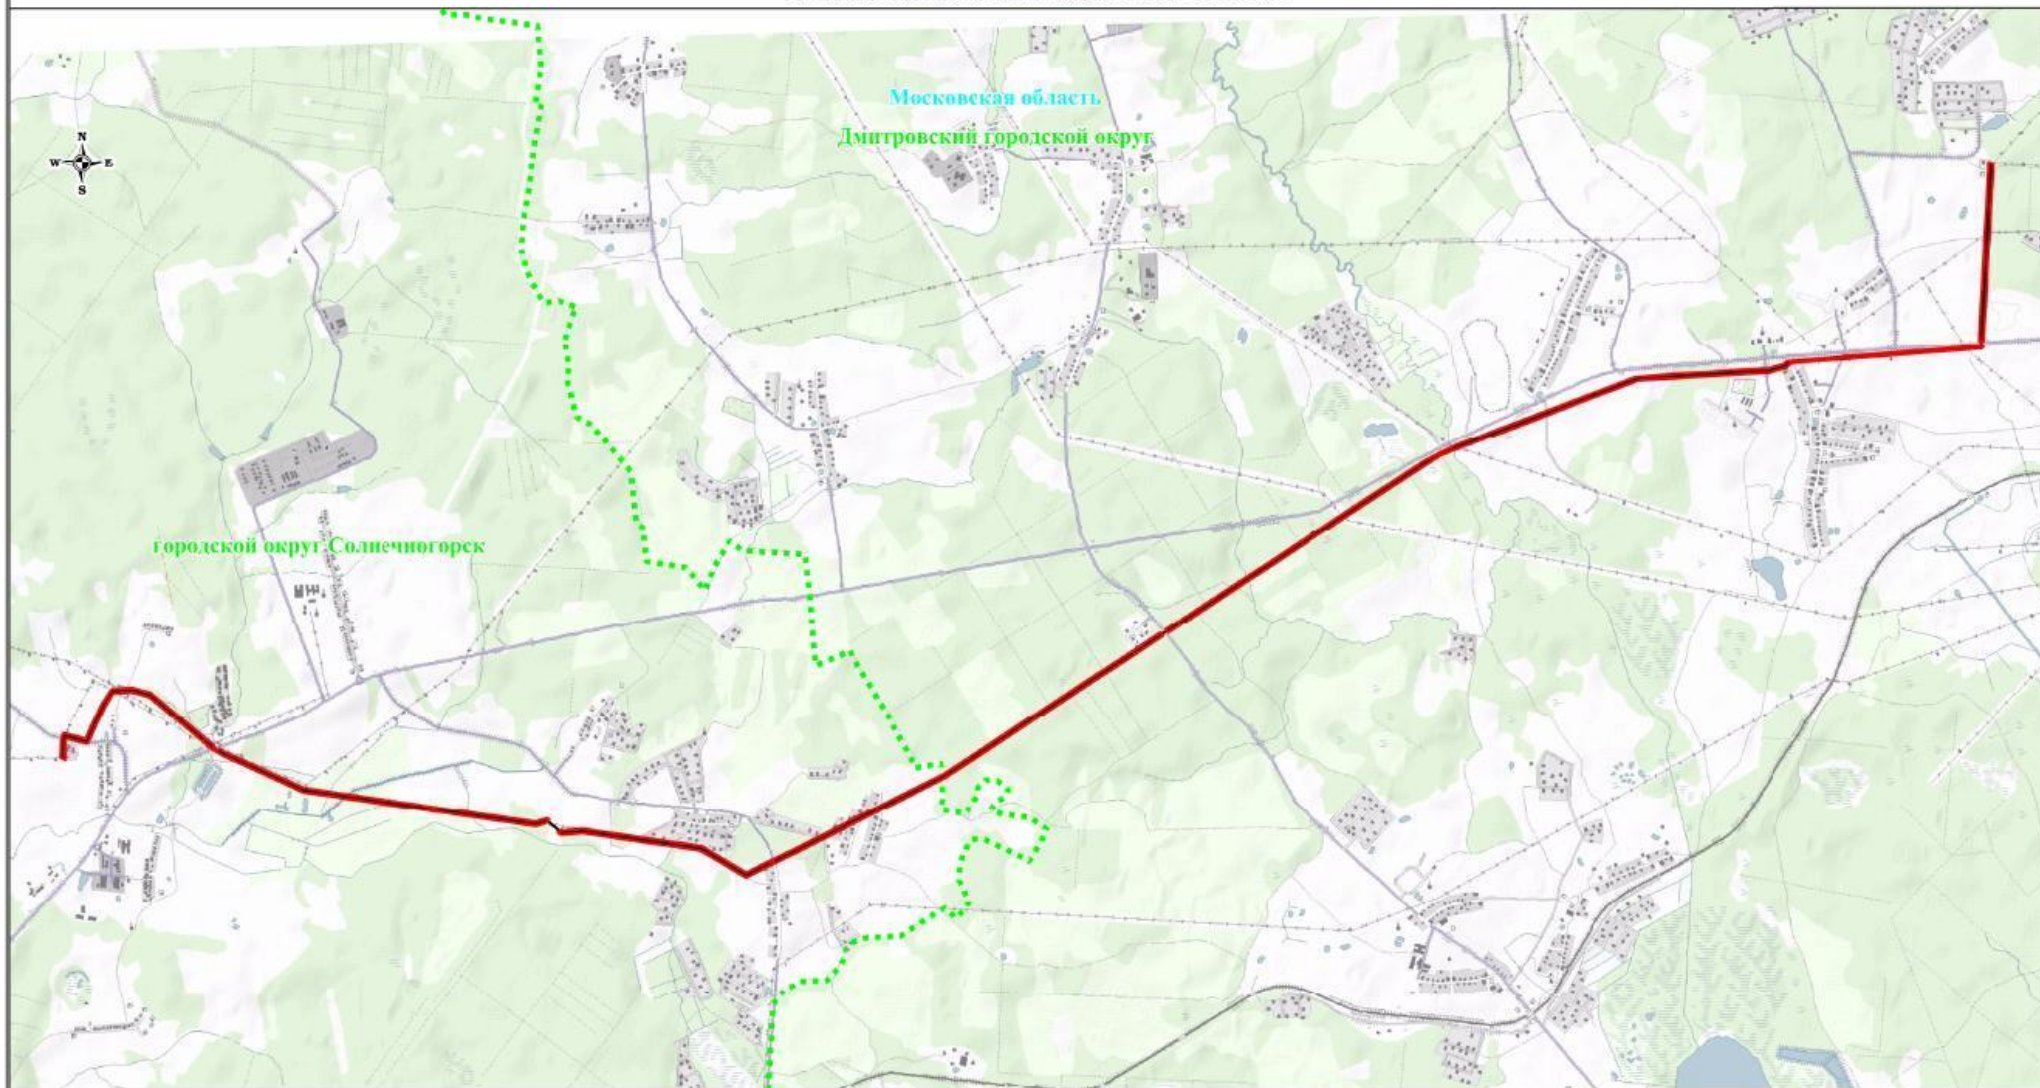 Московская область
Дмитровский городской округ
N
W E
S
городской округ Солнечногорск